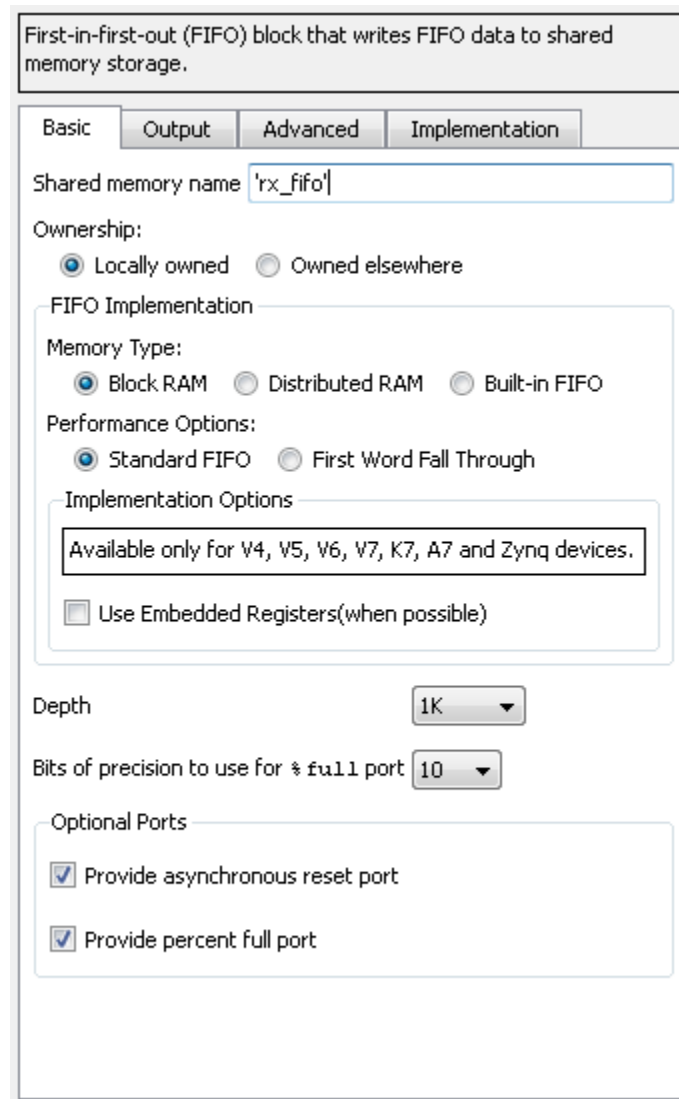 First-in-first-out (FIFO) block that writes FIFO data to shared
memory storage.
Basic Output Advanced Implementation
Shared memory name 'rx_fifo'
Ownership:
Locally owned Owned elsewhere
FIFO Implementation
Memory Type:
Block RAM Distributed RAM Built-in FIFO
Performance Options:
Standard FIFO First Word Fall Through
Implementation Options
Available only for V4, V5, V6, V7, K7, A7 and Zynq devices.
Use Embedded Registers(when possible)
Depth 1K
Bits of precision to use for % full port 10
Optional Ports
Provide asynchronous reset port
Provide percent full port